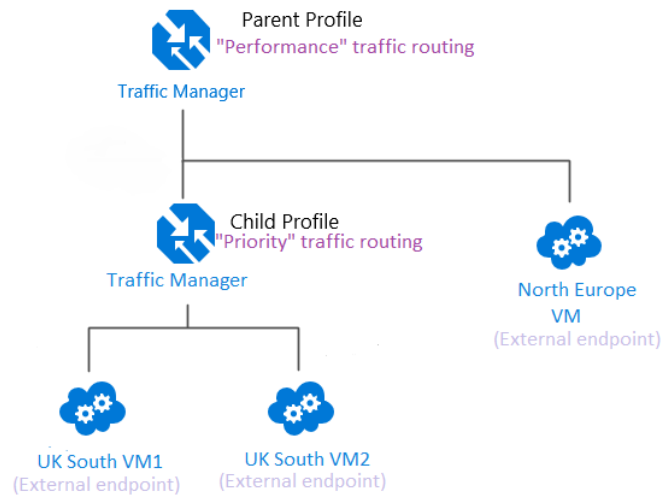 Parent Profile
"Performance" traffic routing
Traffic Manager
Child Profile
"Priority" traffic routing
Traffic Manager
North Europe
VM
(External endpoint)
UK South VM1
(External endpoint)
UK South VM2
(External endpoint)